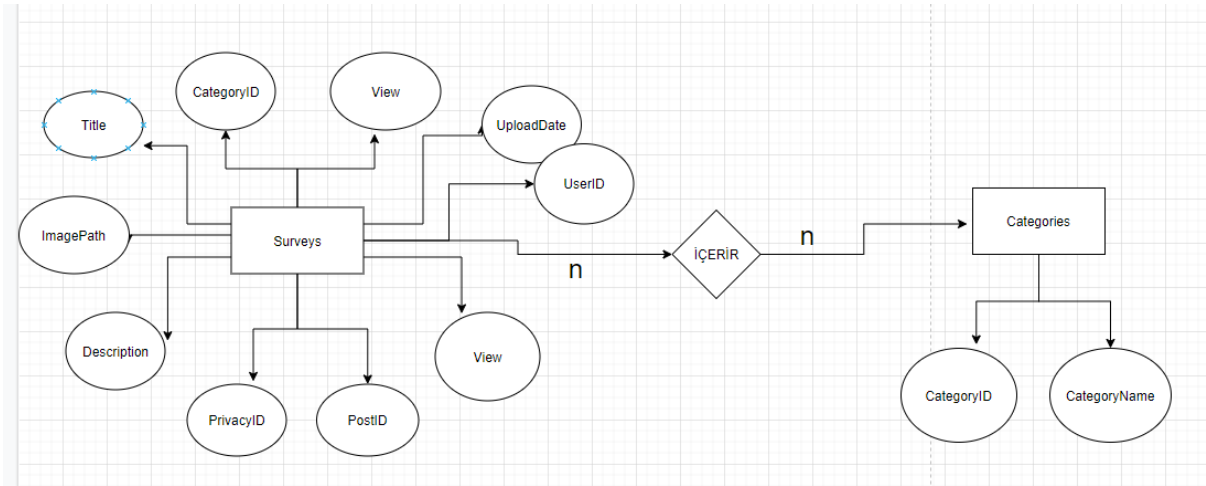 CategoryID
View
Title
UploadDate
UserID
ImagePath
Surveys
Categories
n
İÇERİR
n
Description
View
PrivacyID
PostID
CategoryID
CategoryName